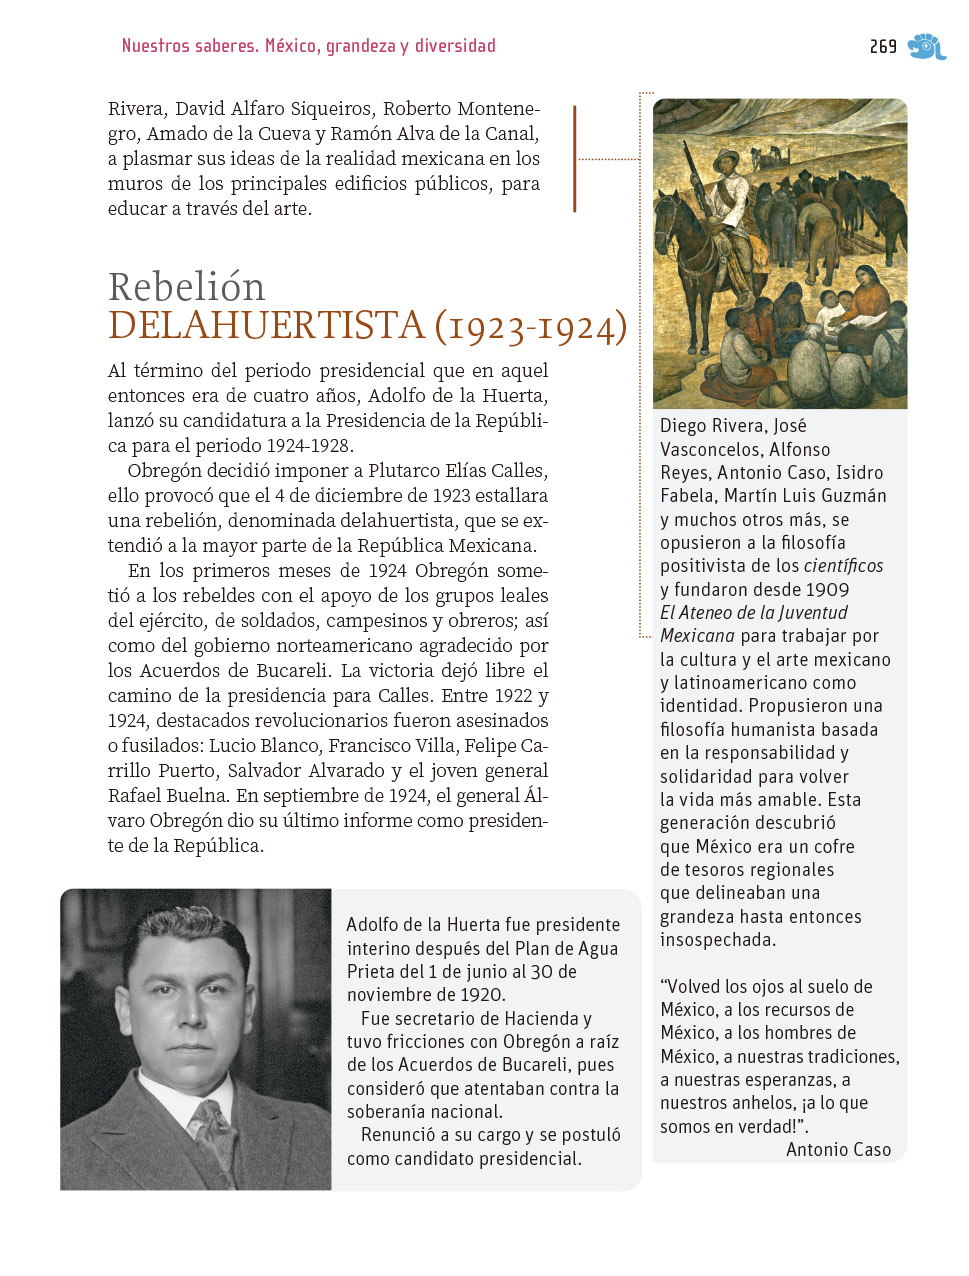 Nuestros saberes. México, grandeza y diversidad
269
Rivera, David Alfaro Siqueiros, Roberto Montene-
gro, Amado de la Cueva y Ramón Alva de la Canal,
a plasmar sus ideas de la realidad mexicana en los
muros de los principales edificios públicos, para
educar a través del arte.
Rebelión
DELAHUERTISTA (1923-1924)
Al término del periodo presidencial que en aquel
entonces era de cuatro años, Adolfo de la Huerta,
lanzó su candidatura a la Presidencia de la Repúbli-
ca para el periodo 1924-1928.
Obregón decidió imponer a Plutarco Elías Calles,
ello provocó que el 4 de diciembre de 1923 estallara
una rebelión, denominada delahuertista, que se ex-
tendió a la mayor parte de la República Mexicana.
En los primeros meses de 1924 Obregón some-
tió a los rebeldes con el apoyo de los grupos leales
del ejército, de soldados, campesinos y obreros; así
como del gobierno norteamericano agradecido por
los Acuerdos de Bucareli. La victoria dejó libre el
camino de la presidencia para Calles. Entre 1922 y
1924, destacados revolucionarios fueron asesinados
o fusilados: Lucio Blanco, Francisco Villa, Felipe Ca-
rrillo Puerto, Salvador Alvarado y el joven general
Rafael Buelna. En septiembre de 1924, el general Ál-
varo Obregón dio su último informe como presiden-
te de la República.
Adolfo de la Huerta fue presidente
interino después del Plan de Agua
Prieta del 1 de junio al 30 de
noviembre de 1920.
Fue secretario de Hacienda y
tuvo fricciones con Obregón a raíz
de los Acuerdos de Bucareli, pues
consideró que atentaban contra la
soberanía nacional.
Renunció a su cargo y se postuló
como candidato presidencial.
Diego Rivera, José
Vasconcelos, Alfonso
Reyes, Antonio Caso, Isidro
Fabela, Martín Luis Guzmán
y muchos otros más, se
opusieron a la filosofía
positivista de los científicos
y fundaron desde 1909
El Ateneo de la Juventud
Mexicana para trabajar por
la cultura y el arte mexicano
y latinoamericano como
identidad. Propusieron una
filosofía humanista basada
en la responsabilidad y
solidaridad para volver
la vida más amable. Esta
generación descubrió
que México era un cofre
de tesoros regionales
que delineaban una
grandeza hasta entonces
insospechada.
“Volved los ojos al suelo de
México, a los recursos de
México, a los hombres de
México, a nuestras tradiciones,
a nuestras esperanzas, a
nuestros anhelos, ¡a lo que
somos en verdad!”.
Antonio Caso